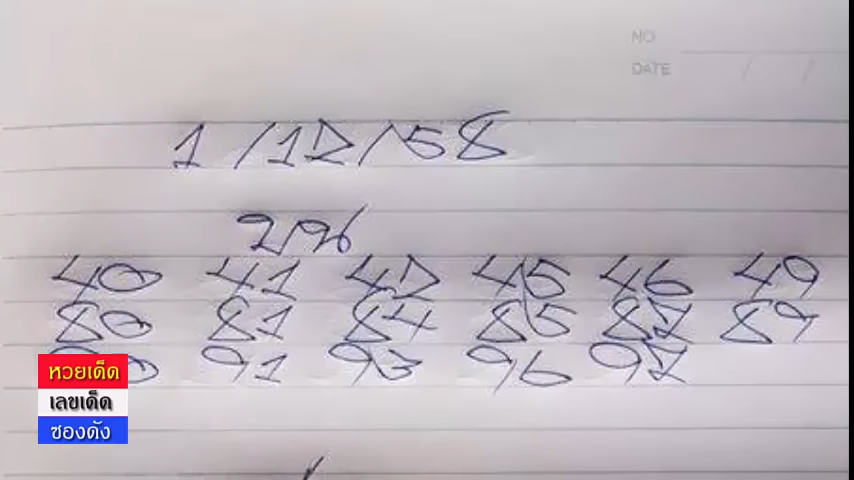 NO
DATE / /
1/12/58
บน
40 41 42 45 46 49
80 81 84 85 87 89
91 93 96 97
หวยเด็ด
เลขเด็ด
ซองดัง